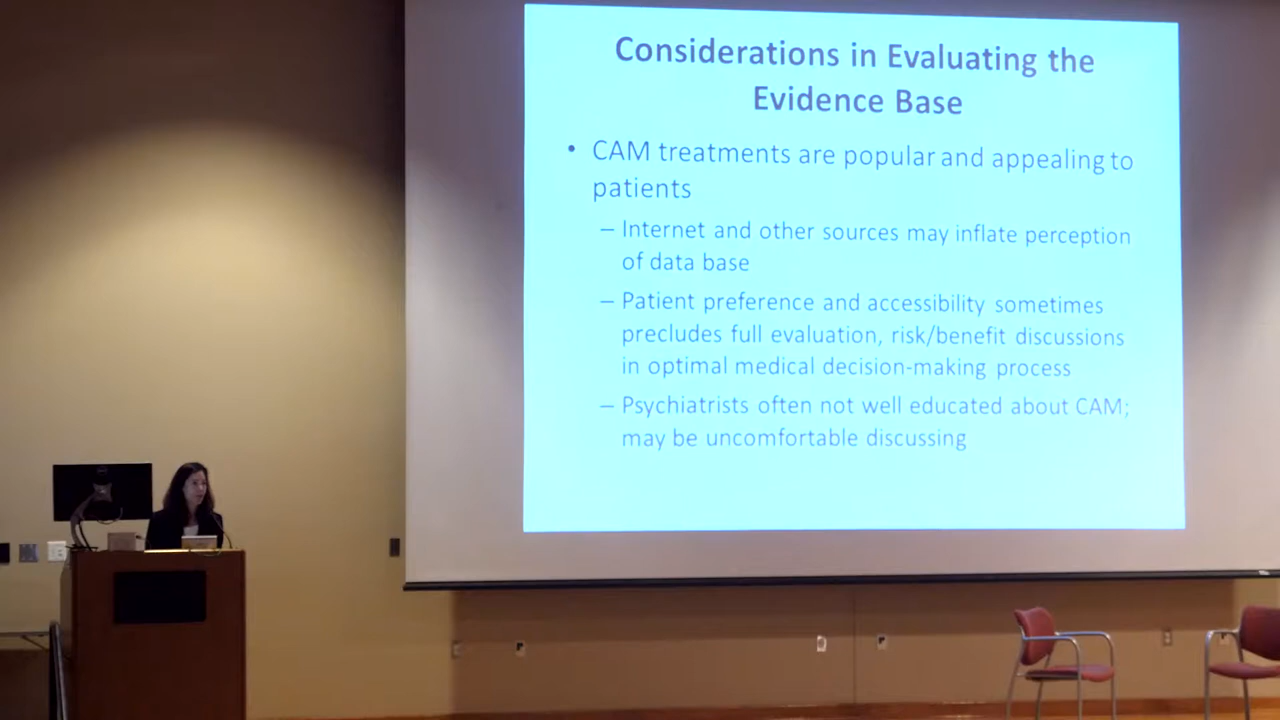 Considerations in Evaluating the
Evidence Base
• CAM treatments are popular and appealing to
patients
– Internet and other sources may inflate perception
of data base
– Patient preference and accessibility sometimes
precludes full evaluation, risk/benefit discussions
in optimal medical decision-making process
– Psychiatrists often not well educated about CAM;
may be uncomfortable discussing